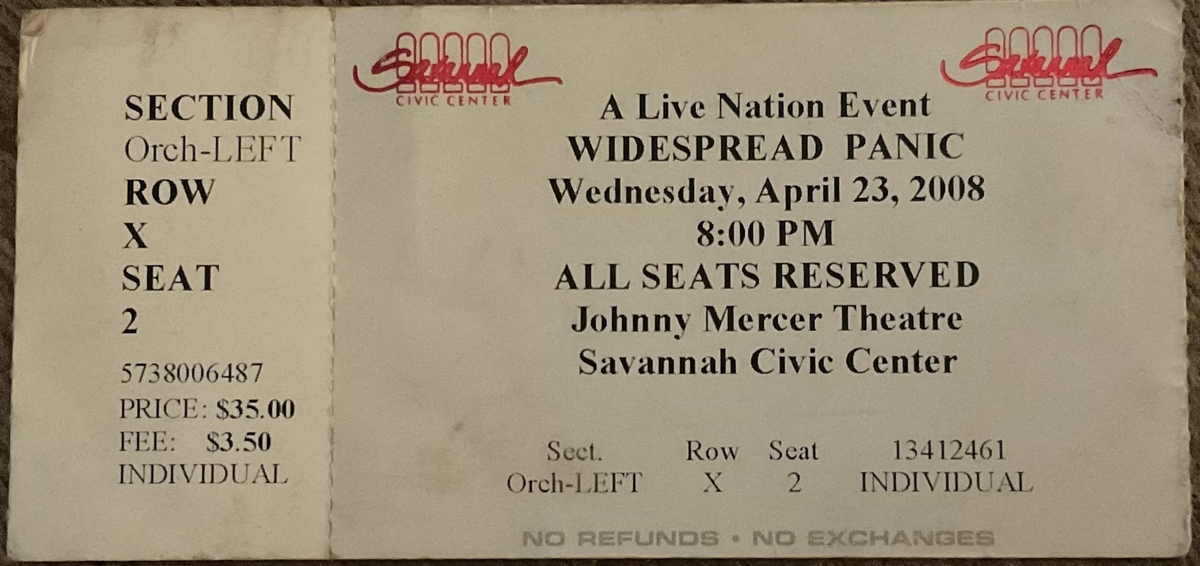 SECTION
Orch-LEFT
ROW
X
SEAT
2
5738006487
PRICE: $35.00
FEE: $3.50
INDIVIDUAL
Savannah
CIVIC CENTER
Savannah
CIVIC CENTER
A Live Nation Event
WIDESPREAD PANIC
Wednesday, April 23, 2008
8:00 PM
ALL SEATS RESERVED
Johnny Mercer Theatre
Savannah Civic Center
Sect. Row Seat 13412461
Orch-LEFT X 2 INDIVIDUAL
NO REFUNDS • NO EXCHANGES